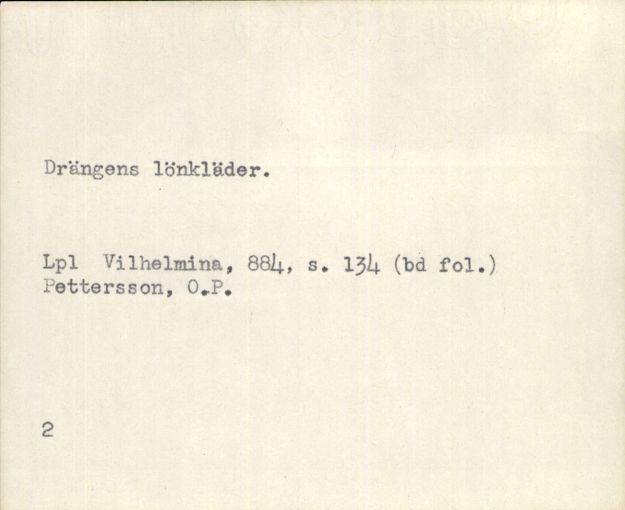 Drängens lönkläder.
Lpl Vilhelmina, 884, s. 134 (bd fol.)
Pettersson, O.P.
2